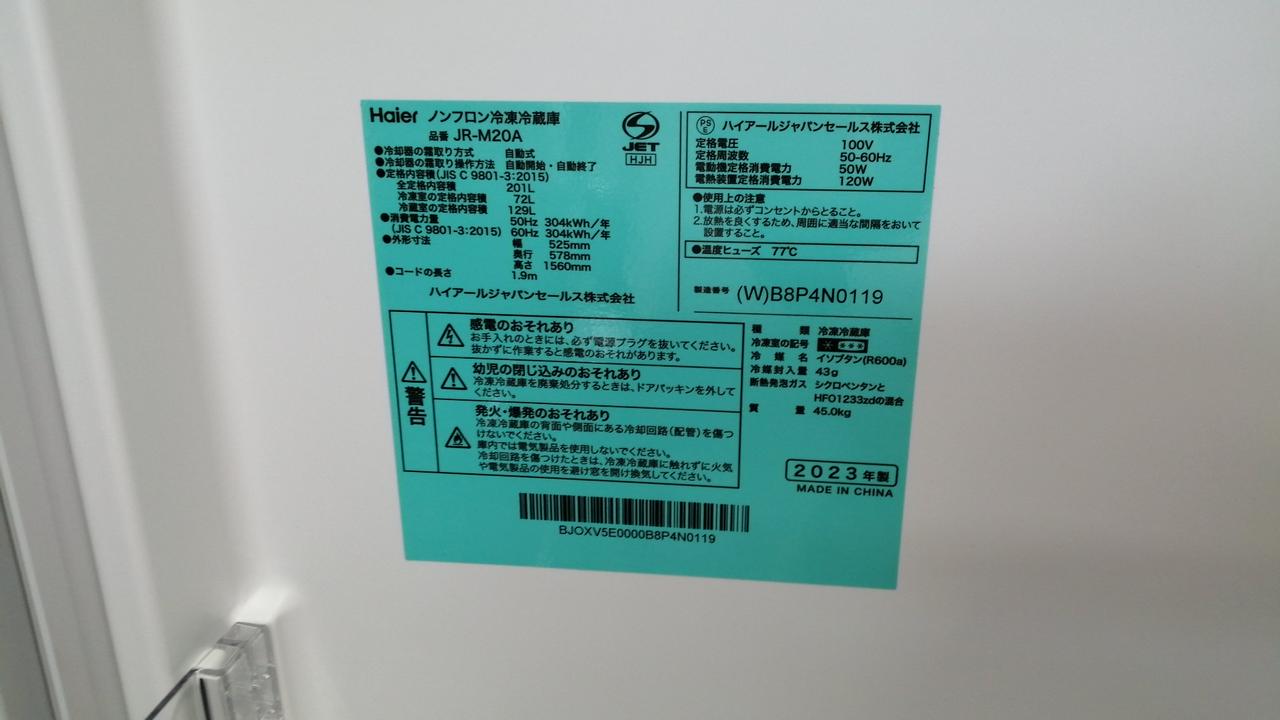 Haier ノンフロン冷凍冷蔵庫
品番 JR-M20A
●冷却器の霜取り方式 自動式
●冷却器の霜取り操作方法 自動開始・自動終了
●定格内容積(JIS C 9801-3:2015)
全定格内容積 201L
冷凍室の定格内容積 72L
冷蔵室の定格内容積 129L
●消費電力量 50Hz 304kWh/年
(JIS C 9801-3:2015) 60Hz 304kWh/年
●外形寸法 幅 525mm
奥行 578mm
高さ 1560mm
●コードの長さ 1.9m
ハイアールジャパンセールス株式会社
JET
HJH
PSE ハイアールジャパンセールス株式会社
定格電圧 100V
定格周波数 50-60Hz
電動機定格消費電力 50W
電熱装置定格消費電力 120W
●使用上の注意
1.電源は必ずコンセントからとること。
2.放熱を良くするため、周囲に適当な間隔をおいて
設置すること。
●温度ヒューズ 77℃
製造番号 (W)B8P4N0119
警告
感電のおそれあり
お手入れのときには、必ず電源プラグを抜いてください。
抜かずに作業すると感電のおそれがあります。
幼児の閉じ込みのおそれあり
冷凍冷蔵庫を廃棄処分するときは、ドアパッキンを外して
ください。
発火・爆発のおそれあり
冷凍冷蔵庫の背面や側面にある冷却回路(配管)を傷つ
けないでください。
庫内では電気製品を使用しないでください。
冷却回路を傷つけたときは、冷凍冷蔵庫に触れずに火気
や電気製品の使用を避け窓を開け換気してください。
種類 冷凍冷蔵庫
冷凍室の記号
冷媒名 イソブタン(R600a)
冷媒封入量 43g
断熱発泡ガス シクロペンタンと
HFO1233zdの混合
質量 45.0kg
2023年製
MADE IN CHINA
BJOXV5E0000B8P4N0119